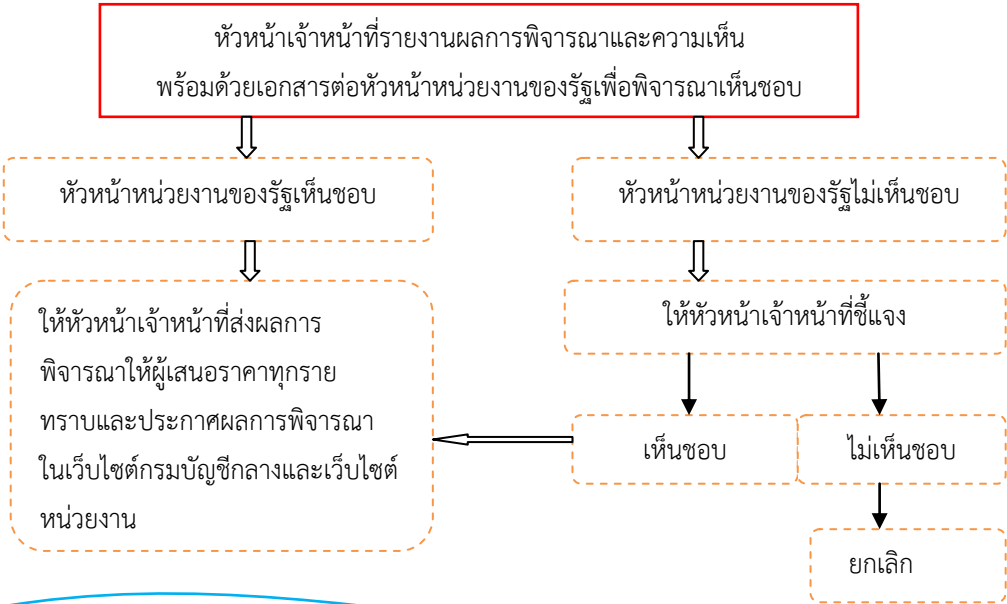 หัวหน้าเจ้าหน้าที่รายงานผลการพิจารณาและความเห็น
พร้อมด้วยเอกสารต่อหัวหน้าหน่วยงานของรัฐเพื่อพิจารณาเห็นชอบ
หัวหน้าหน่วยงานของรัฐเห็นชอบ
หัวหน้าหน่วยงานของรัฐไม่เห็นชอบ
ให้หัวหน้าเจ้าหน้าที่ส่งผลการ
พิจารณาให้ผู้เสนอราคาทุกราย
ทราบและประกาศผลการพิจารณา
ในเว็บไซต์กรมบัญชีกลางและเว็บไซต์
หน่วยงาน
ให้หัวหน้าเจ้าหน้าที่ชี้แจง
เห็นชอบ
ไม่เห็นชอบ
ยกเลิก